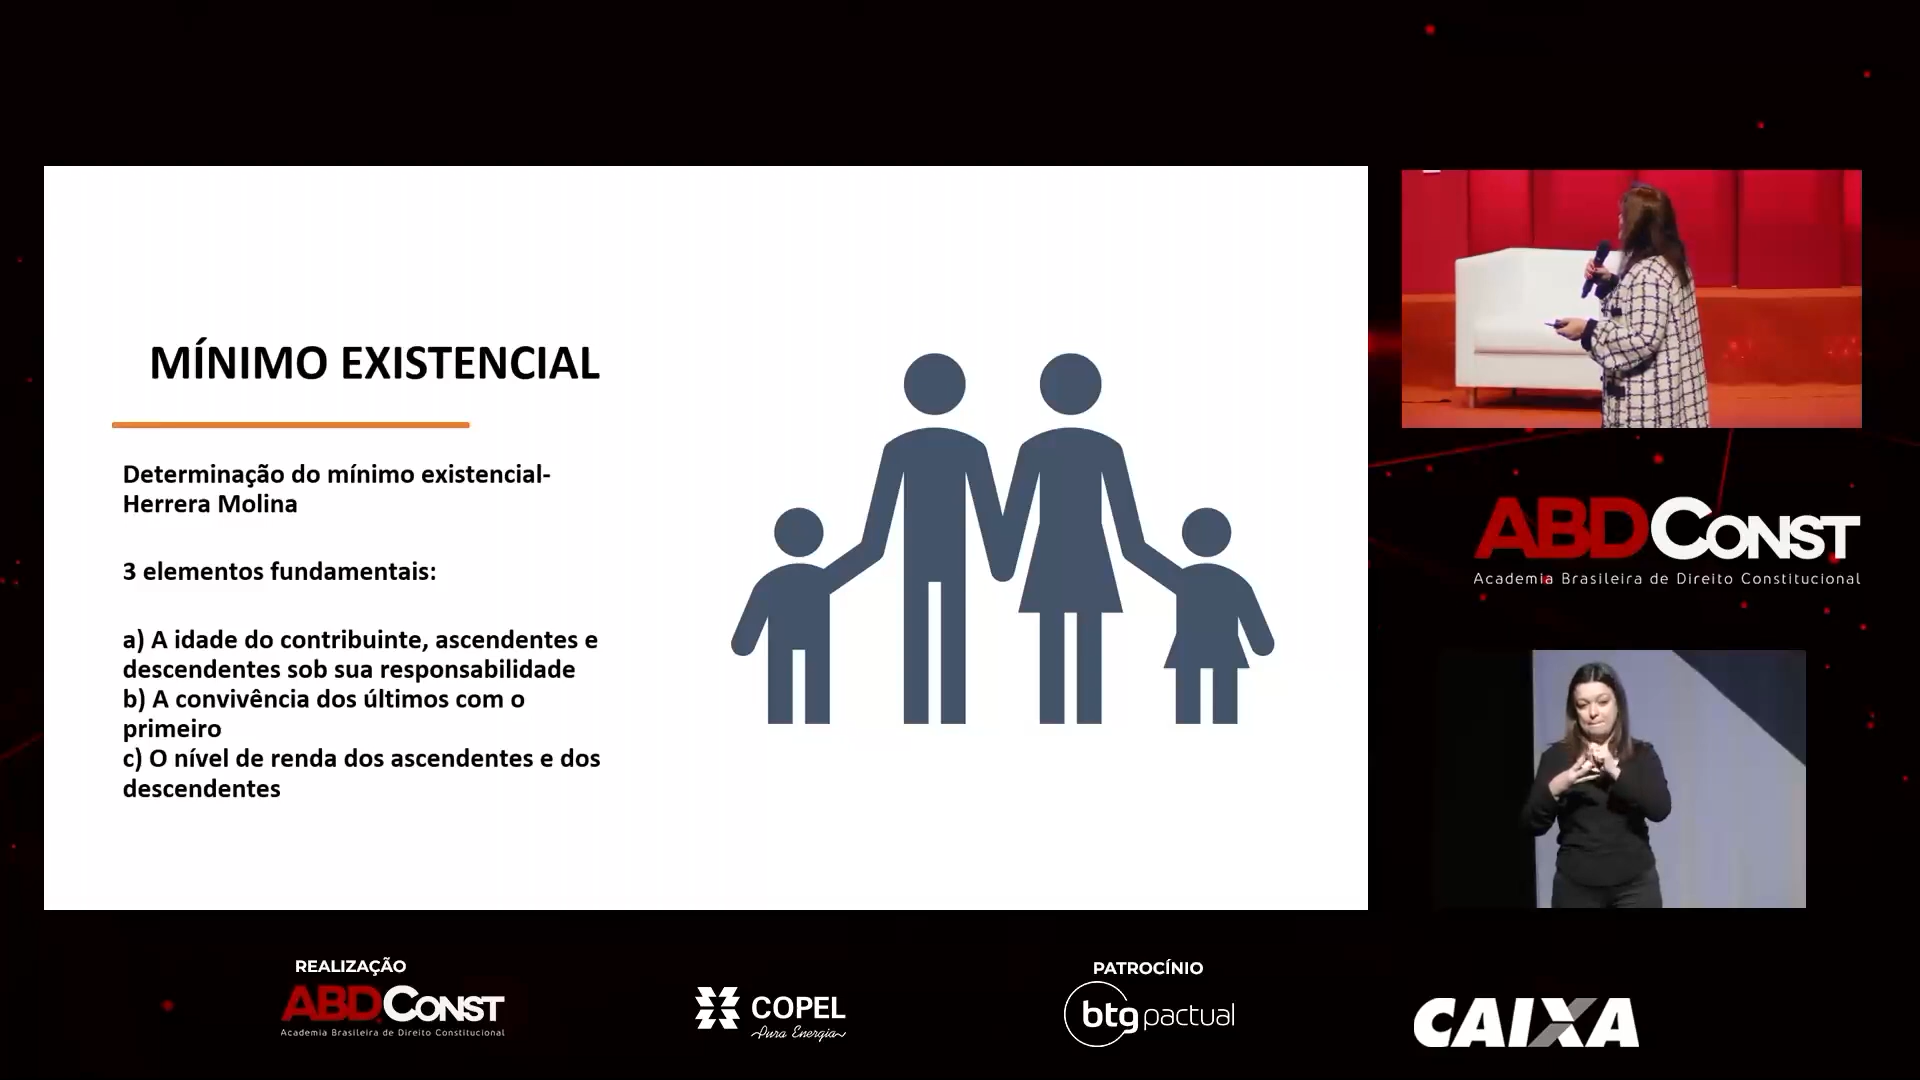 MÍNIMO EXISTENCIAL
Determinação do mínimo existencial-
Herrera Molina
3 elementos fundamentais:
a) A idade do contribuinte, ascendentes e
descendentes sob sua responsabilidade
b) A convivência dos últimos com o
primeiro
c) O nível de renda dos ascendentes e dos
descendentes
ABDCONST
Academia Brasileira de Direito Constitucional
REALIZAÇÃO
ABDCONST
Academia Brasileira de Direito Constitucional
COPEL
Pura Energia
PATROCÍNIO
btg pactual
CAIXA